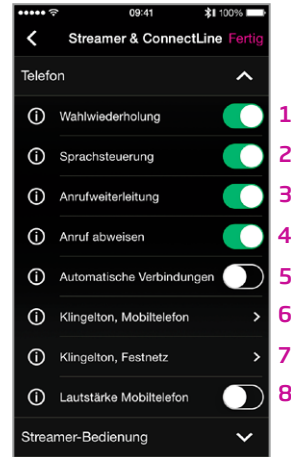 09:41 100%
Streamer & ConnectLine Fertig
Telefon
Wahlwiederholung 1
Sprachsteuerung 2
Anrufweiterleitung 3
Anruf abweisen 4
Automatische Verbindungen 5
Klingelton, Mobiltelefon 6
Klingelton, Festnetz 7
Lautstärke Mobiltelefon 8
Streamer-Bedienung